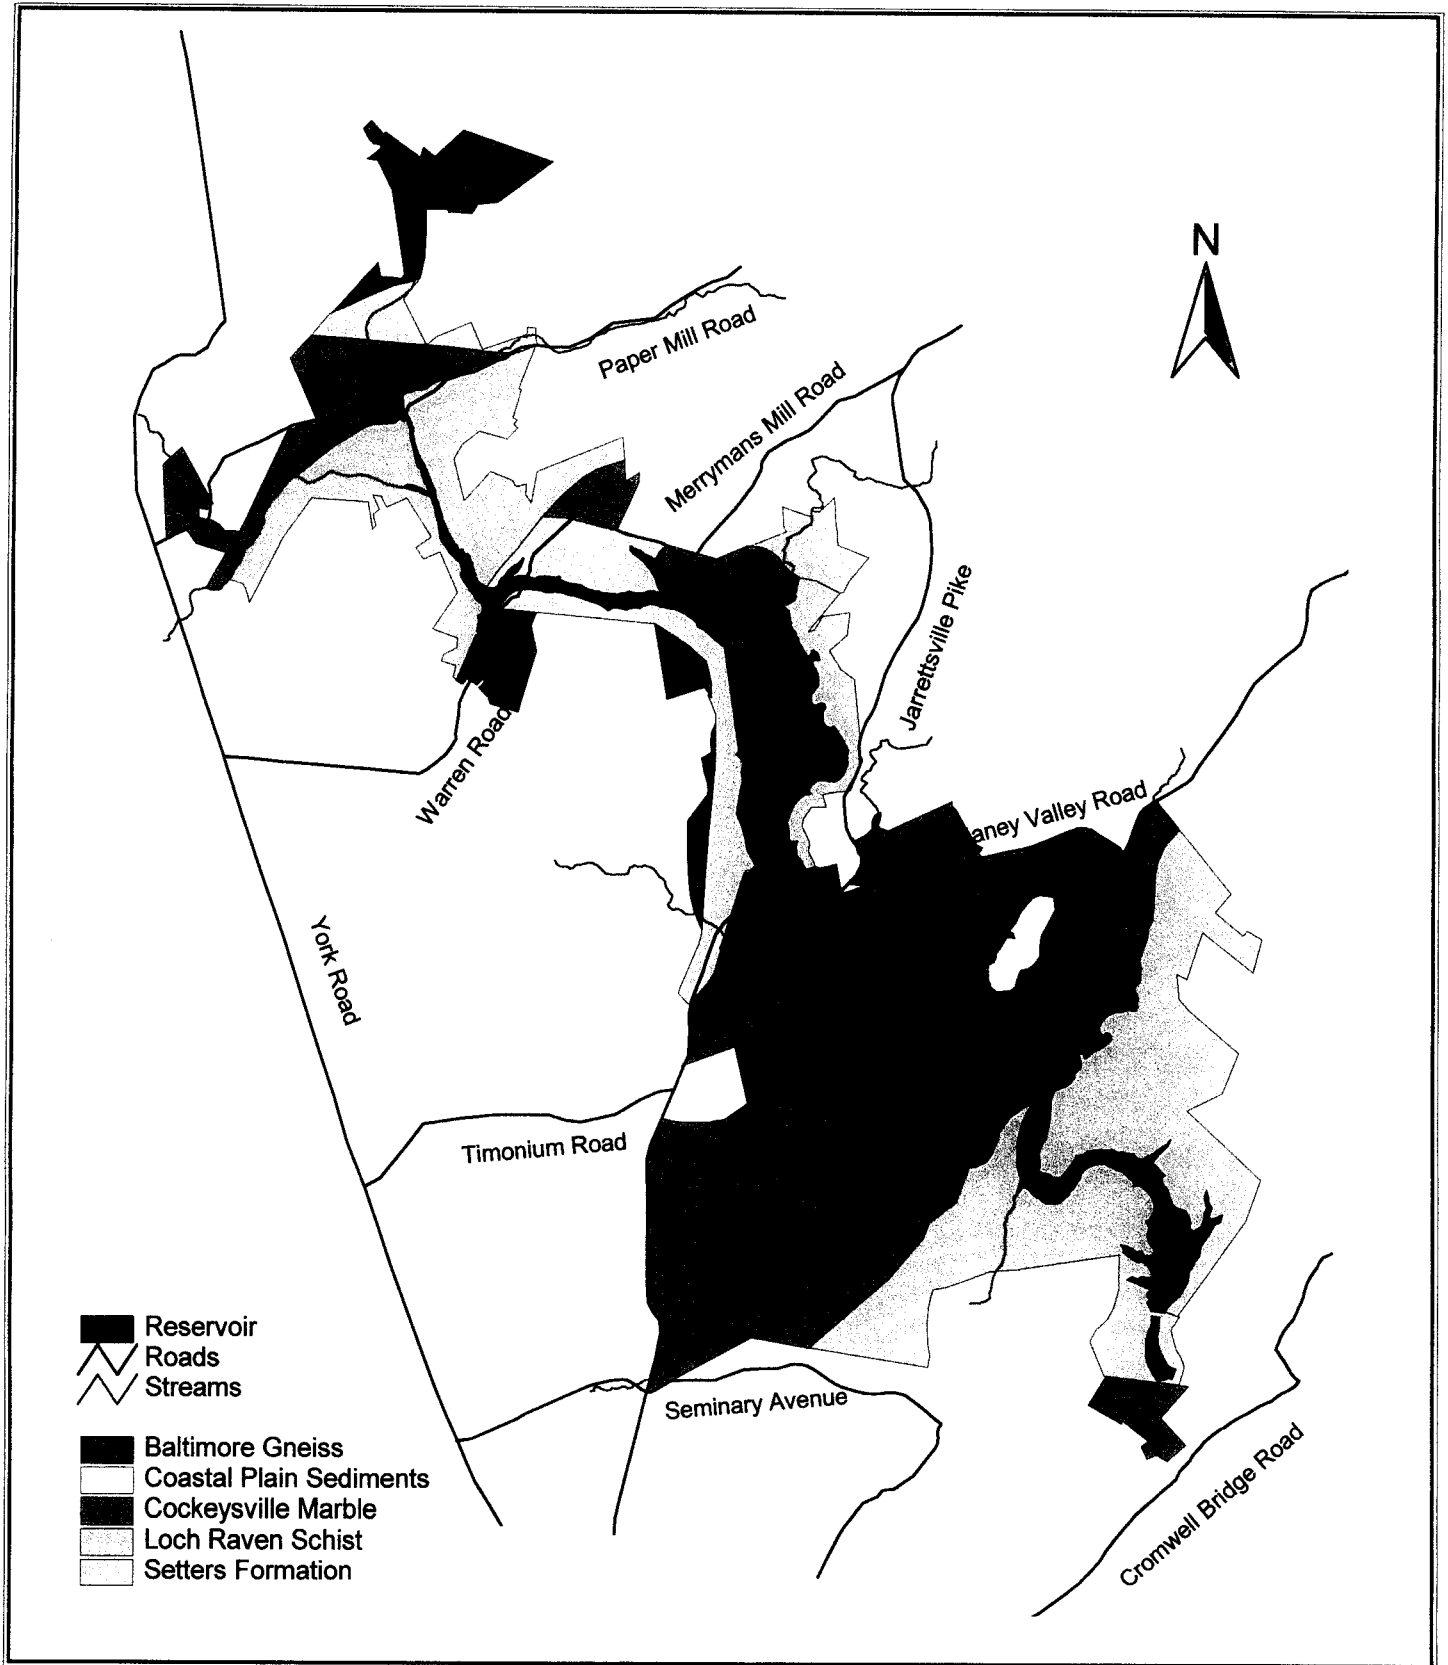 N
Paper Mill Road
Merrymans Mill Road
Jarrettsville Pike
Warren Road
aney Valley Road
York Road
Timonium Road
Seminary Avenue
Cromwell Bridge Road
Reservoir
Roads
Streams
Baltimore Gneiss
Coastal Plain Sediments
Cockeysville Marble
Loch Raven Schist
Setters Formation